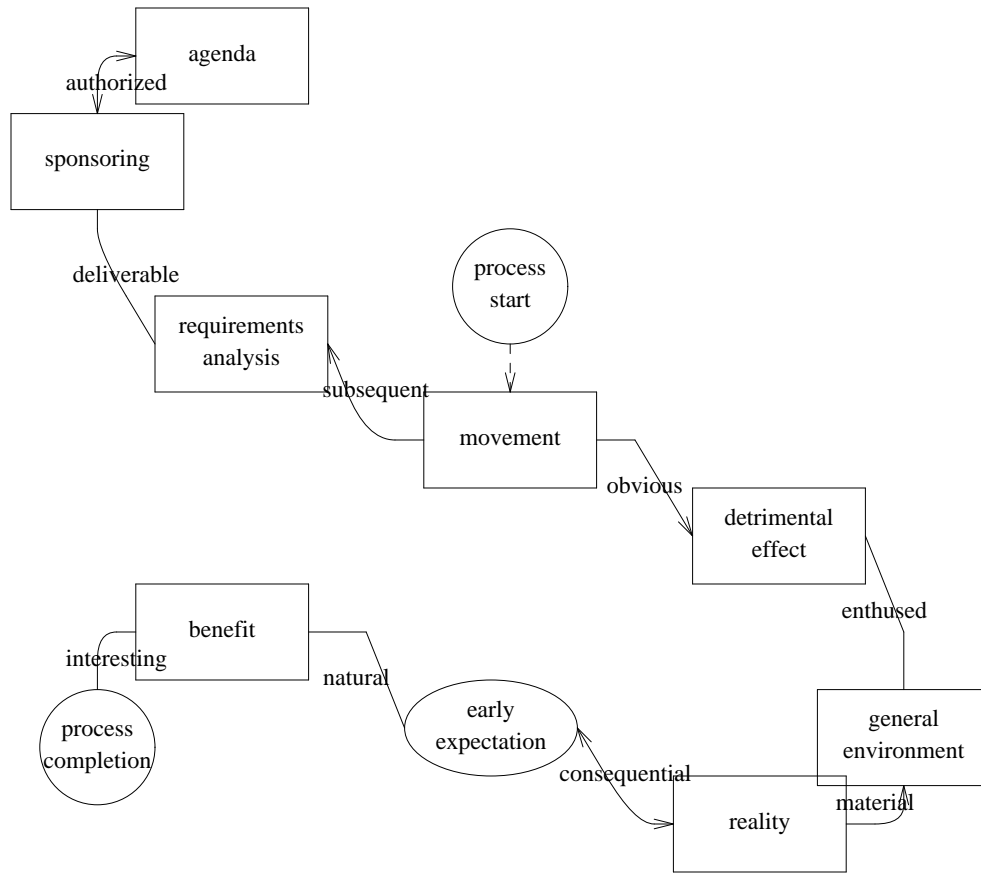 agenda
authorized
sponsoring
process
start
deliverable
requirements
analysis
subsequent
movement
obvious
detrimental
effect
enthused
benefit
interesting
natural
early
expectation
process
completion
general
environment
consequential
material
reality